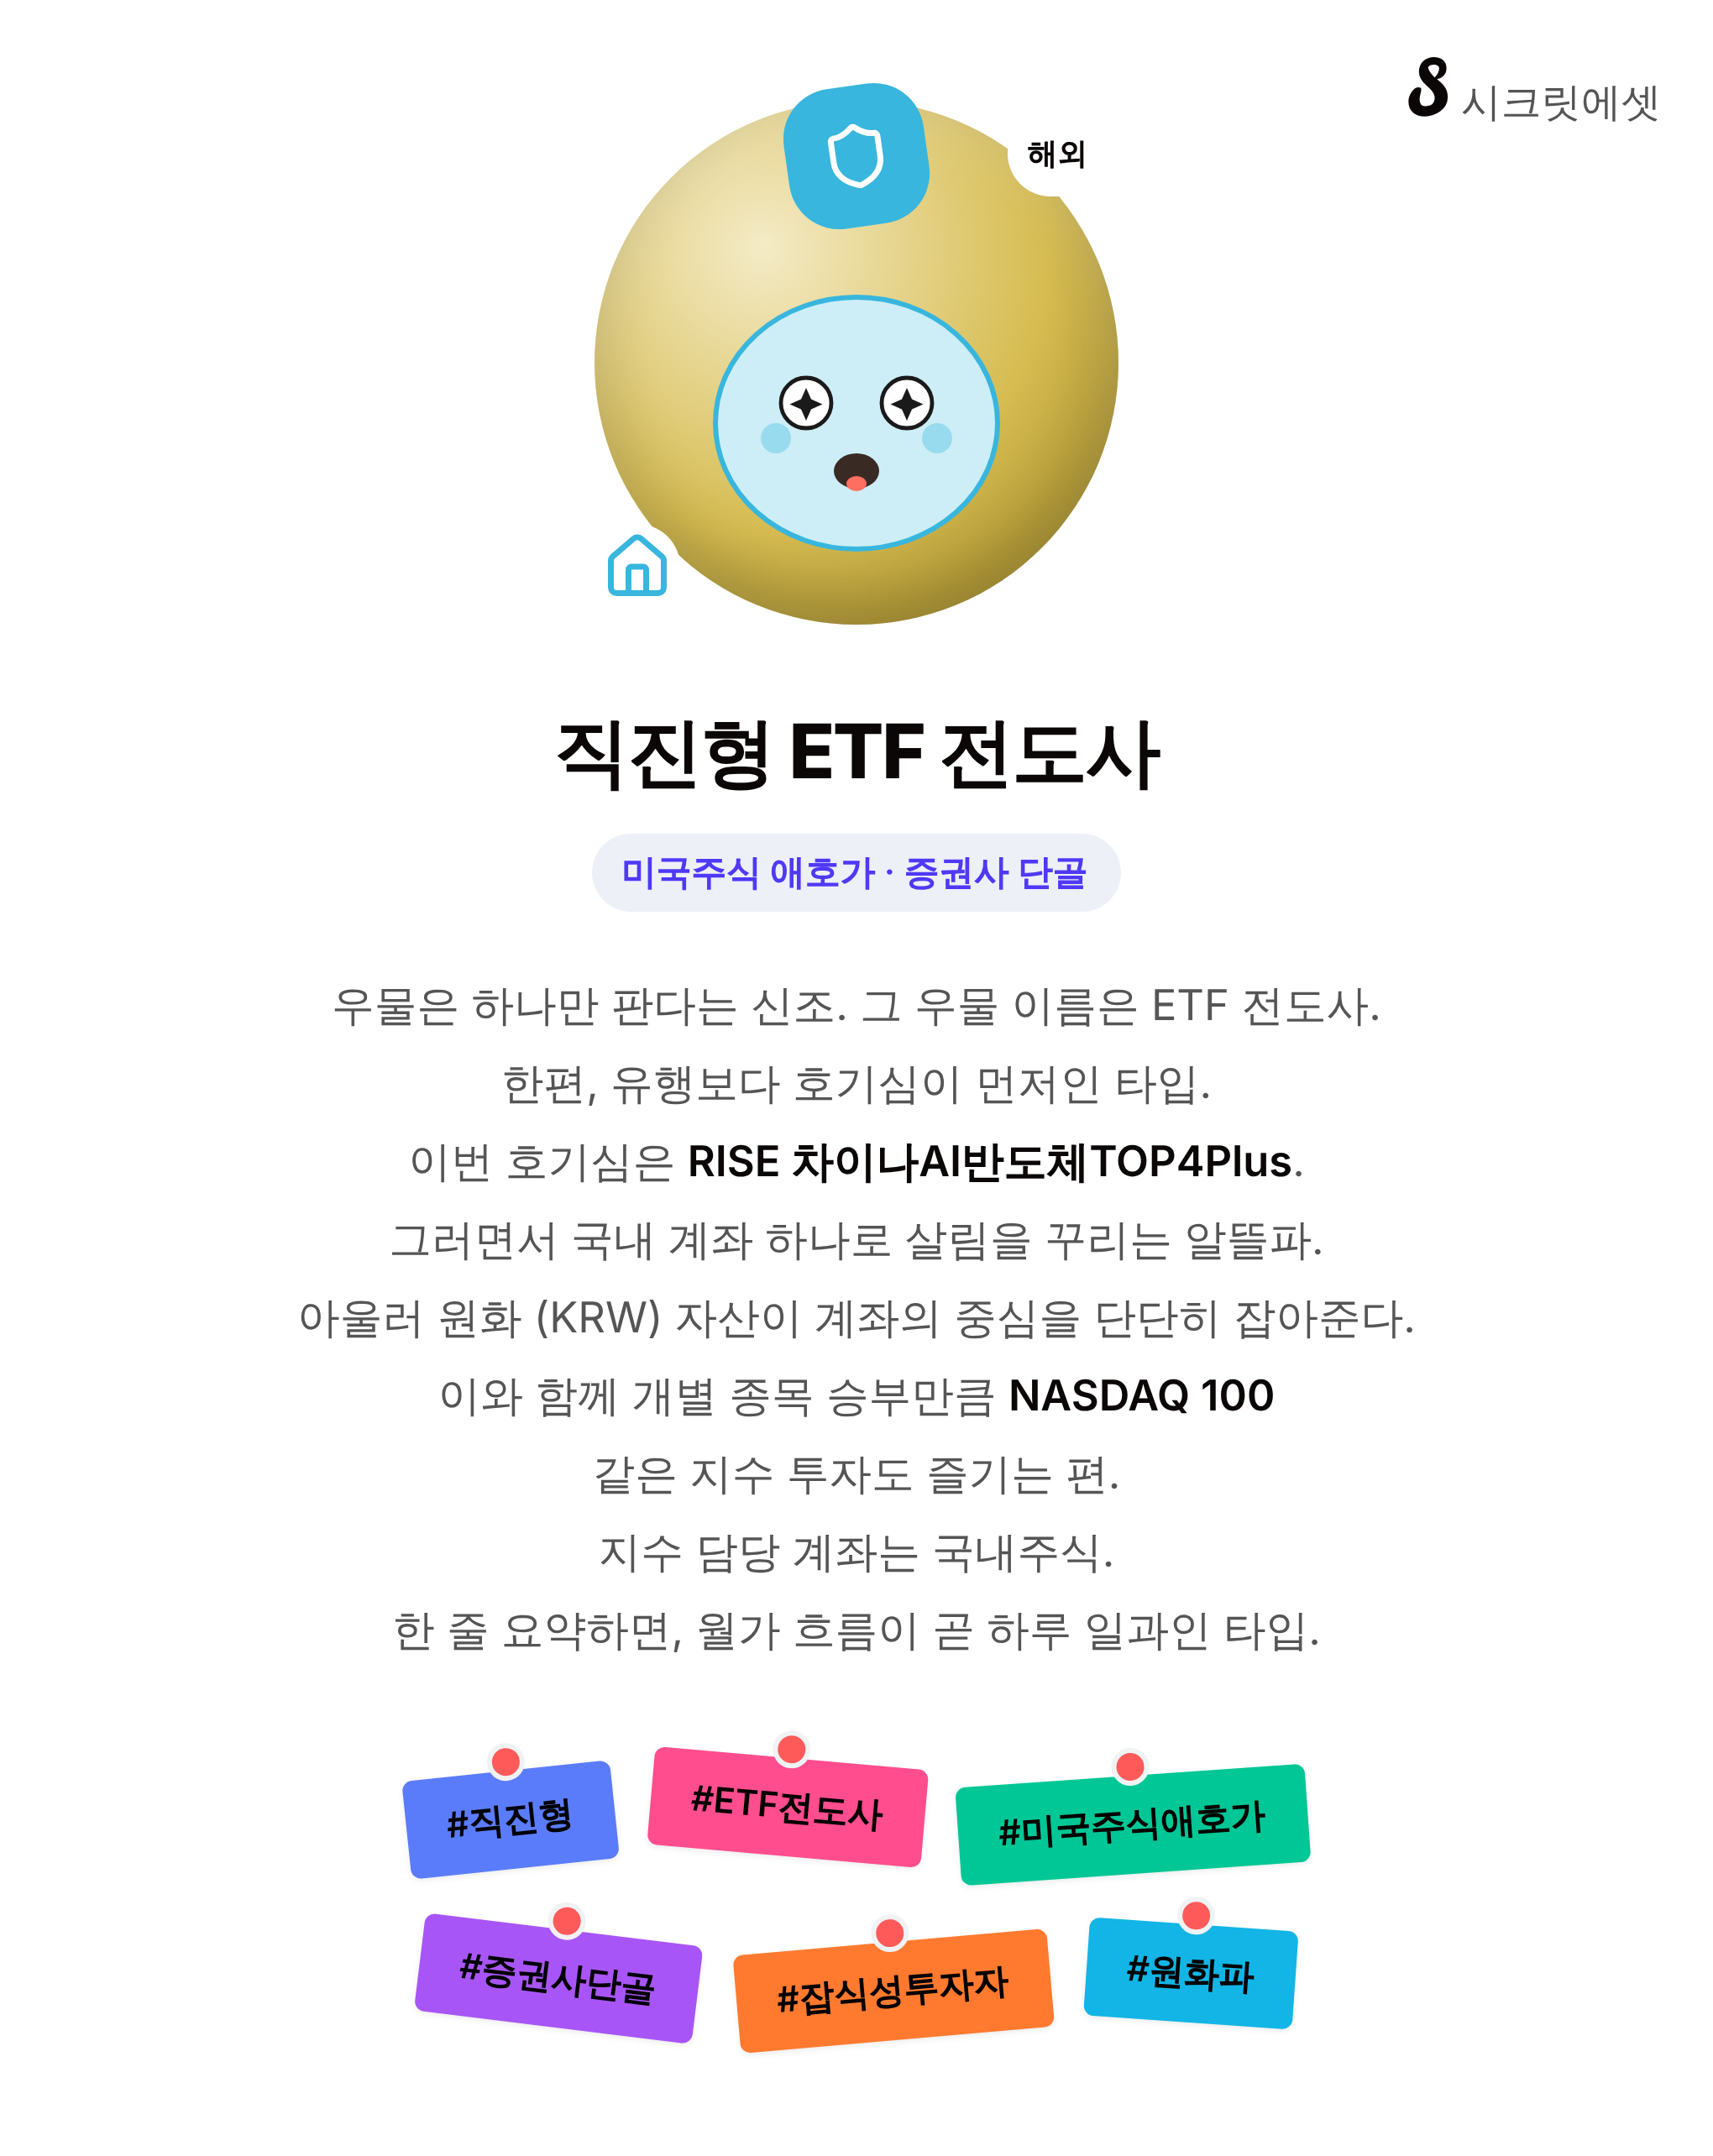 시크릿에셋
해외
직진형 ETF 전도사
미국주식 애호가 · 증권사 단골
우물은 하나만 판다는 신조. 그 우물 이름은 ETF 전도사.
한편, 유행보다 호기심이 먼저인 타입.
이번 호기심은 RISE 차이나AI반도체TOP4Plus.
그러면서 국내 계좌 하나로 살림을 꾸리는 알뜰파.
아울러 원화 (KRW) 자산이 계좌의 중심을 단단히 잡아준다.
이와 함께 개별 종목 승부만큼 NASDAQ 100
같은 지수 투자도 즐기는 편.
지수 담당 계좌는 국내주식.
한 줄 요약하면, 월가 흐름이 곧 하루 일과인 타입.
#직진형 #ETF전도사 #미국주식애호가
#증권사단골 #잡식성투자자 #원화파